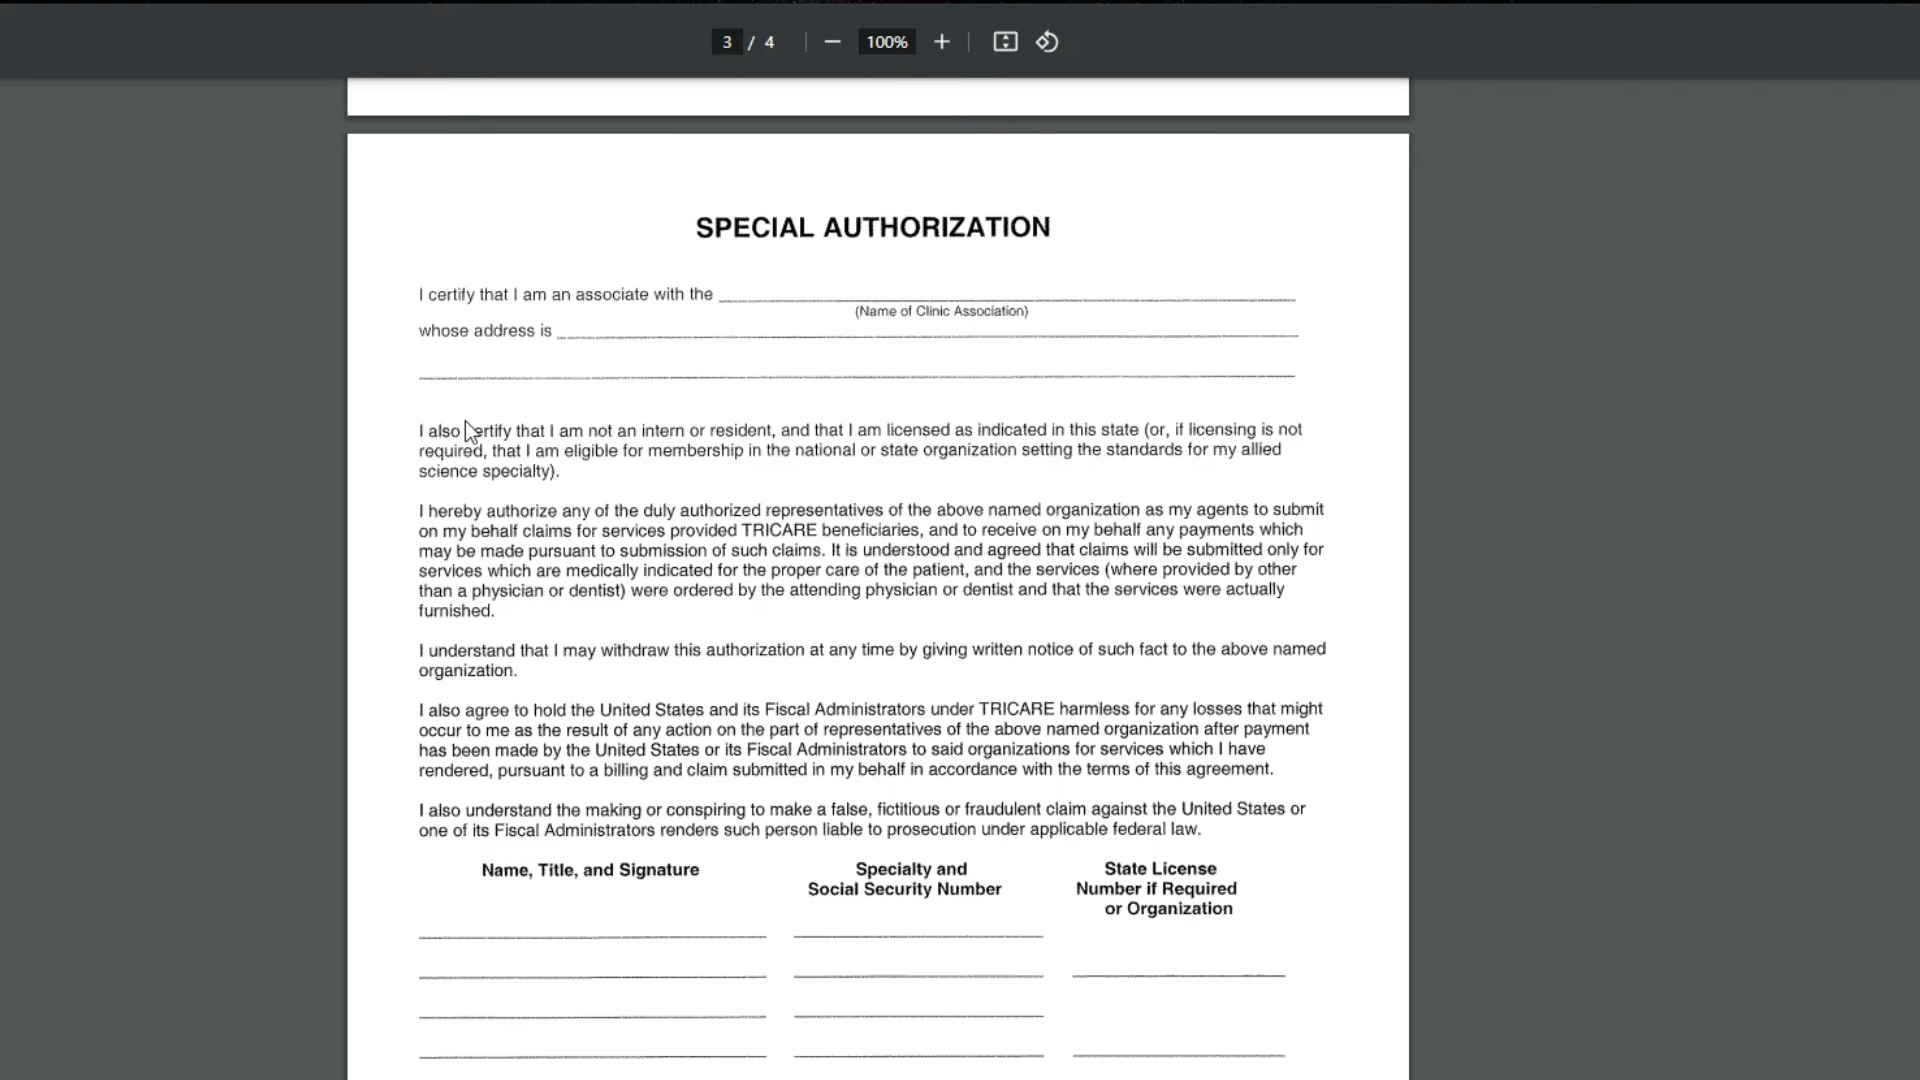 3 / 4 100%
SPECIAL AUTHORIZATION
I certify that I am an associate with the
(Name of Clinic Association)
whose address is
I also certify that I am not an intern or resident, and that I am licensed as indicated in this state (or, if licensing is not
required, that I am eligible for membership in the national or state organization setting the standards for my allied
science specialty).
I hereby authorize any of the duly authorized representatives of the above named organization as my agents to submit
on my behalf claims for services provided TRICARE beneficiaries, and to receive on my behalf any payments which
may be made pursuant to submission of such claims. It is understood and agreed that claims will be submitted only for
services which are medically indicated for the proper care of the patient, and the services (where provided by other
than a physician or dentist) were ordered by the attending physician or dentist and that the services were actually
furnished.
I understand that I may withdraw this authorization at any time by giving written notice of such fact to the above named
organization.
I also agree to hold the United States and its Fiscal Administrators under TRICARE harmless for any losses that might
occur to me as the result of any action on the part of representatives of the above named organization after payment
has been made by the United States or its Fiscal Administrators to said organizations for services which I have
rendered, pursuant to a billing and claim submitted in my behalf in accordance with the terms of this agreement.
I also understand the making or conspiring to make a false, fictitious or fraudulent claim against the United States or
one of its Fiscal Administrators renders such person liable to prosecution under applicable federal law.
Name, Title, and Signature
Specialty and
Social Security Number
State License
Number if Required
or Organization